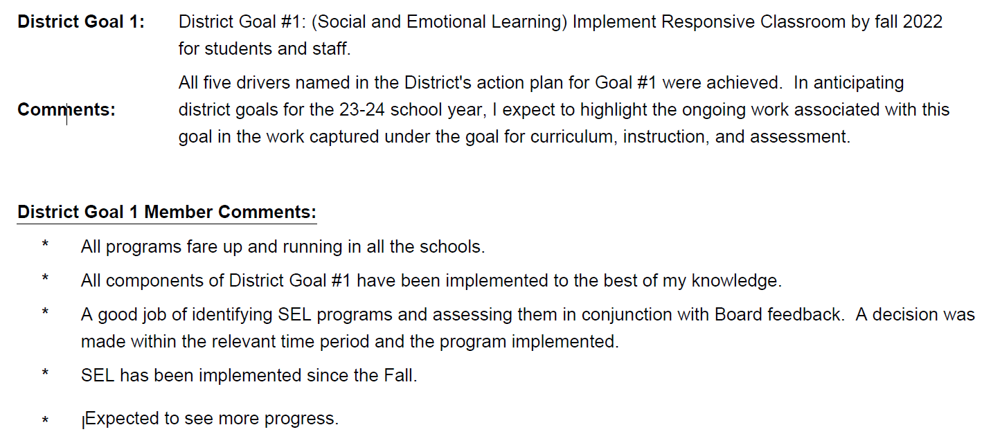 District Goal 1: District Goal #1: (Social and Emotional Learning) Implement Responsive Classroom by fall 2022
for students and staff.
All five drivers named in the District's action plan for Goal #1 were achieved.  In anticipating
Comments: district goals for the 23-24 school year, I expect to highlight the ongoing work associated with this
goal in the work captured under the goal for curriculum, instruction, and assessment.
District Goal 1 Member Comments:
* All programs fare up and running in all the schools.
* All components of District Goal #1 have been implemented to the best of my knowledge.
* A good job of identifying SEL programs and assessing them in conjunction with Board feedback.  A decision was
made within the relevant time period and the program implemented.
* SEL has been implemented since the Fall.
* Expected to see more progress.